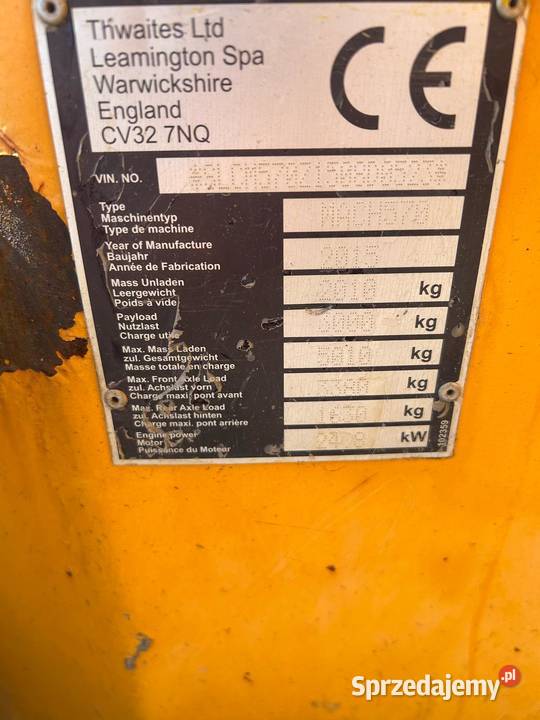 Thwaites Ltd
Leamington Spa
Warwickshire
England
CV32 7NQ
CE
VIN. NO.
Type
Maschinentyp
Type de machine
Year of Manufacture
Baujahr
Année de Fabrication
2015
Mass Unladen
Leergewicht
Poids à vide
2010 kg
Payload
Nutzlast
Charge utile
3000 kg
Max. Mass Laden
zul. Gesamtgewicht
Masse totale en charge
5010 kg
Max. Front Axle Load
zul. Achslast vorn
Charge maxi. pont avant
kg
Max. Rear Axle Load
zul. Achslast hinten
Charge maxi. pont arrière
kg
Engine power
Motor
Puissance du Moteur
kW
102359
Sprzedajemy.pl